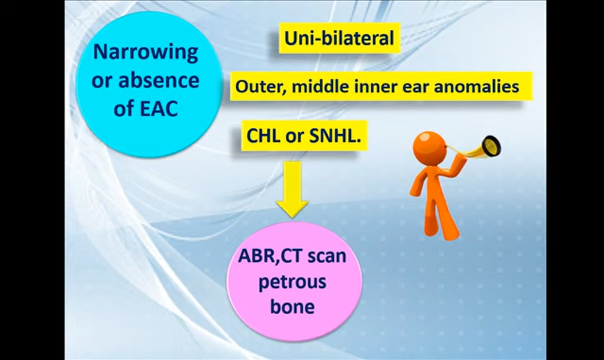 Narrowing
or absence
of EAC
Uni-bilateral
Outer, middle inner ear anomalies
CHL or SNHL.
ABR,CT scan
petrous
bone